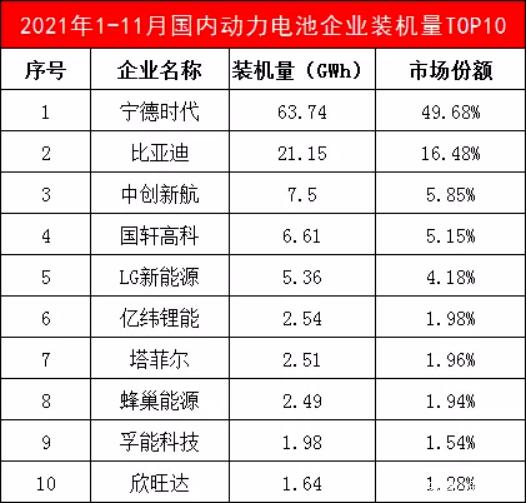 2021年1-11月国内动力电池企业装机量TOP10
序号 企业名称 装机量（GWh） 市场份额
1 宁德时代 63.74 49.68%
2 比亚迪 21.15 16.48%
3 中创新航 7.5 5.85%
4 国轩高科 6.61 5.15%
5 LG新能源 5.36 4.18%
6 亿纬锂能 2.54 1.98%
7 塔菲尔 2.51 1.96%
8 蜂巢能源 2.49 1.94%
9 孚能科技 1.98 1.54%
10 欣旺达 1.64 1.28%